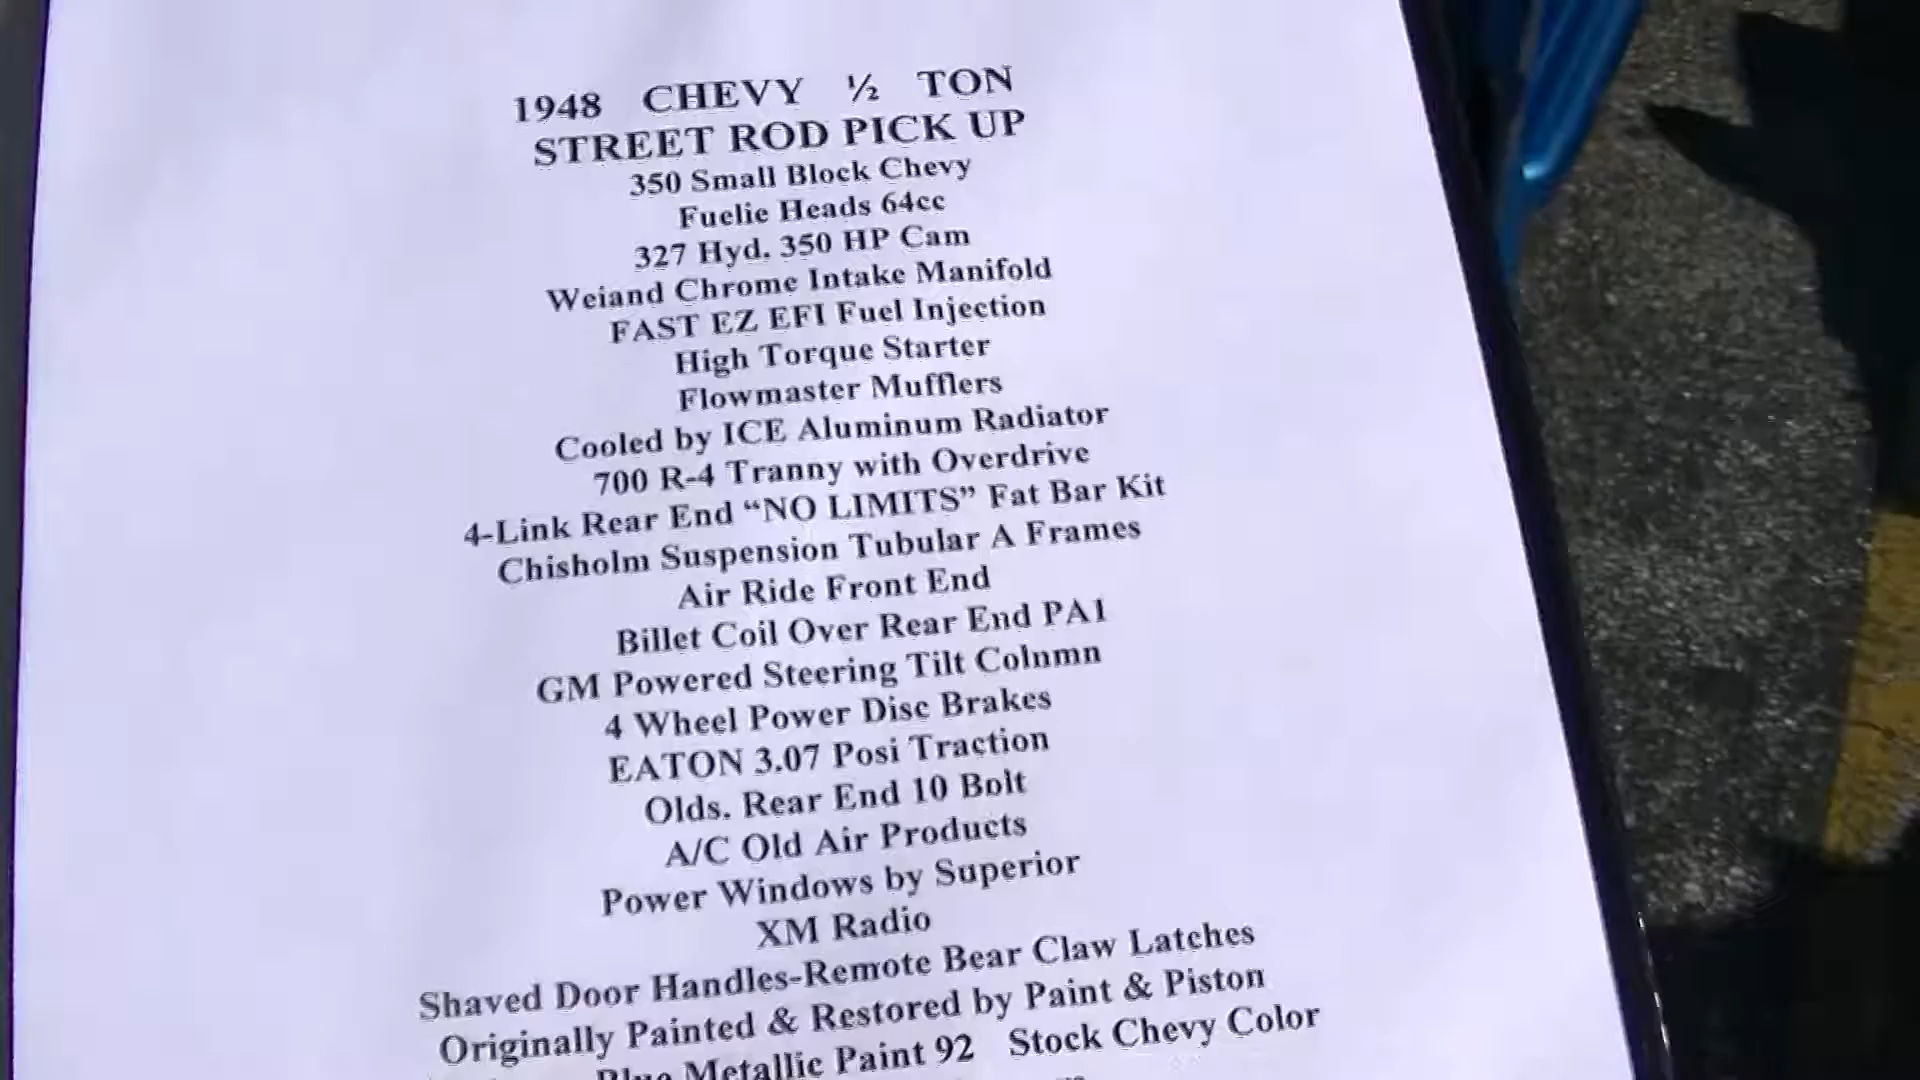 1948 CHEVY ½ TON
STREET ROD PICK UP
350 Small Block Chevy
Fuelie Heads 64cc
327 Hyd. 350 HP Cam
Weiand Chrome Intake Manifold
FAST EZ EFI Fuel Injection
High Torque Starter
Flowmaster Mufflers
Cooled by ICE Aluminum Radiator
700 R-4 Tranny with Overdrive
4-Link Rear End “NO LIMITS” Fat Bar Kit
Chisholm Suspension Tubular A Frames
Air Ride Front End
Billet Coil Over Rear End PA1
GM Powered Steering Tilt Colnmn
4 Wheel Power Disc Brakes
EATON 3.07 Posi Traction
Olds. Rear End 10 Bolt
A/C Old Air Products
Power Windows by Superior
XM Radio
Shaved Door Handles-Remote Bear Claw Latches
Originally Painted & Restored by Paint & Piston
Blue Metallic Paint 92 Stock Chevy Color